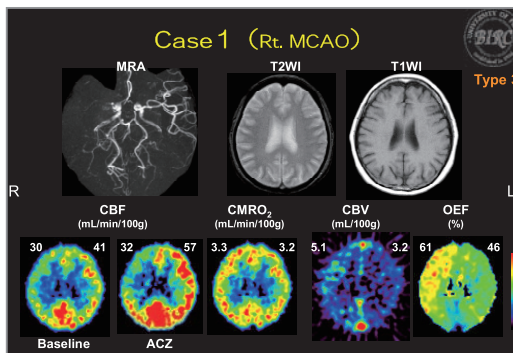 Case 1 (Rt. MCAO)
BIRC
MRA
T2WI
T1WI
Type 3
R
L
CBF
CMRO₂
CBV
OEF
(mL/min/100g)
(mL/min/100g)
(mL/100g)
(%)
30 41 32 57 3.3 3.2 5.1 3.2 61 46
Baseline
ACZ